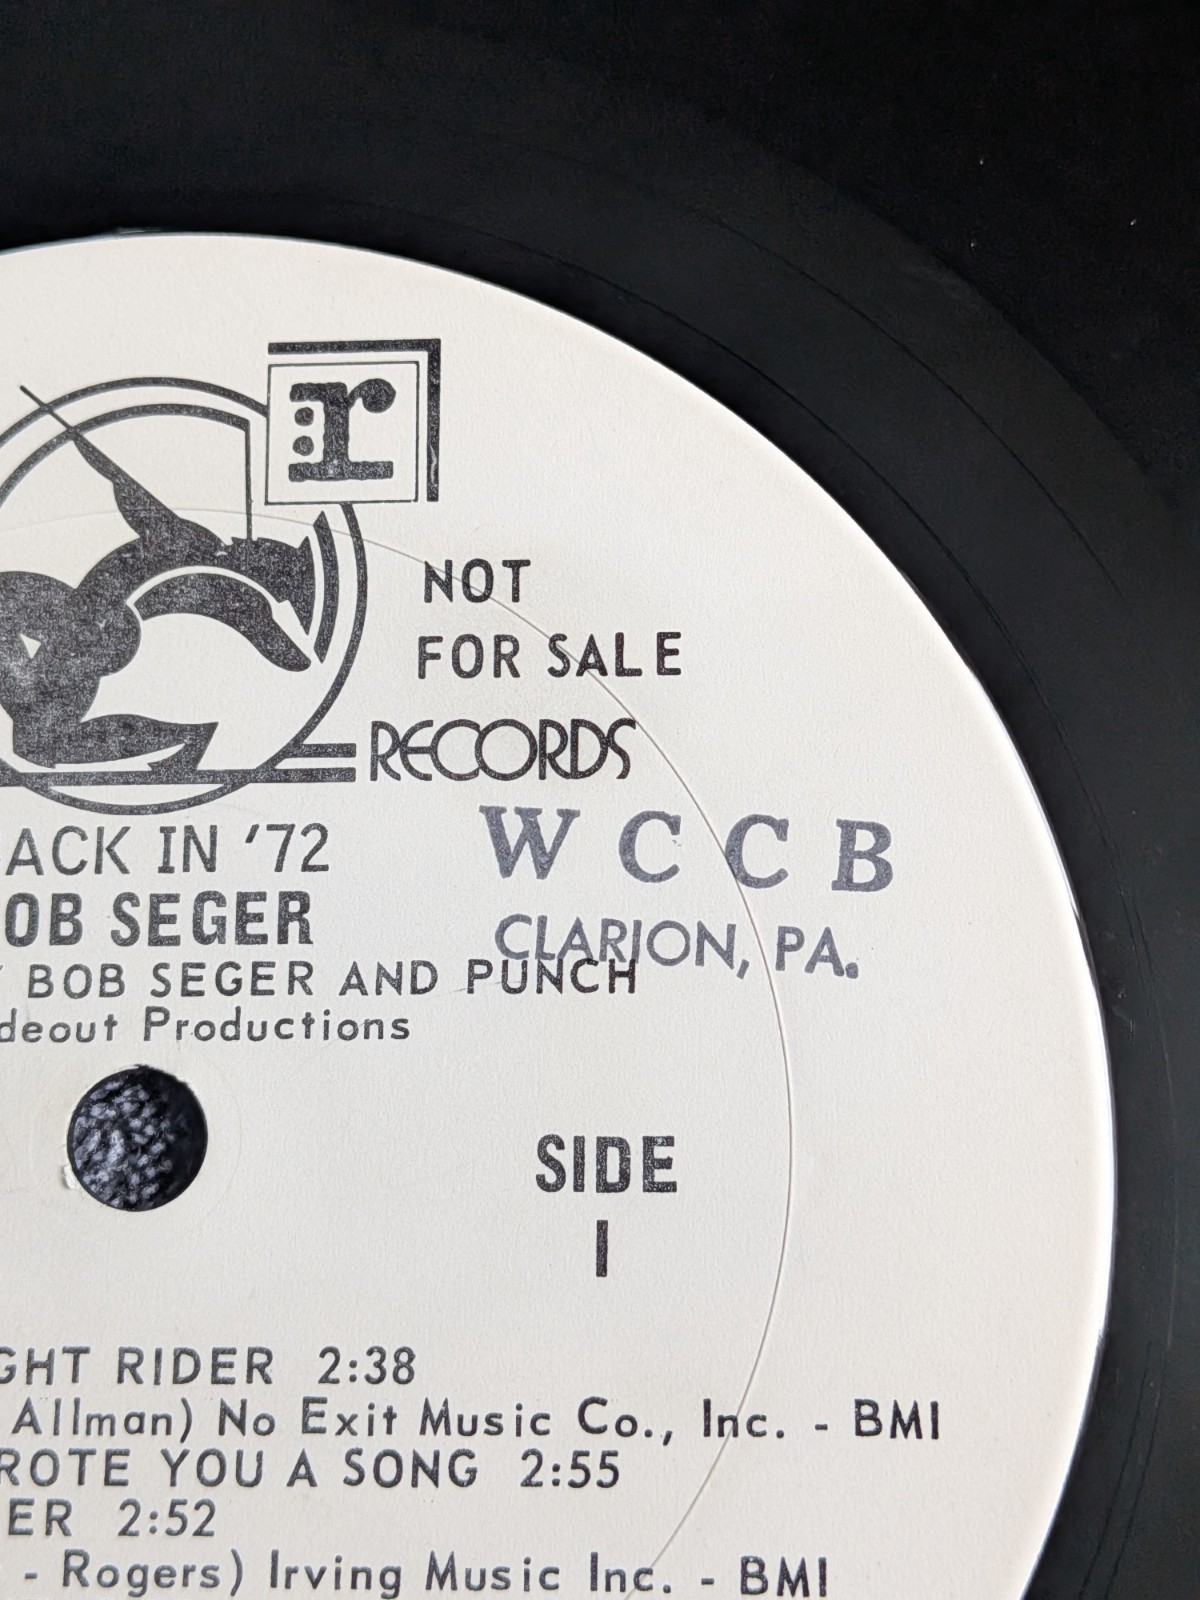 r
NOT
FOR SALE
RECORDS
ACK IN '72
W C C B
OB SEGER
CLARION, PA.
BOB SEGER AND PUNCH
deout Productions
SIDE
1
GHT RIDER 2:38
Allman) No Exit Music Co., Inc. - BMI
ROTE YOU A SONG 2:55
ER 2:52
- Rogers) Irving Music Inc. - BMI